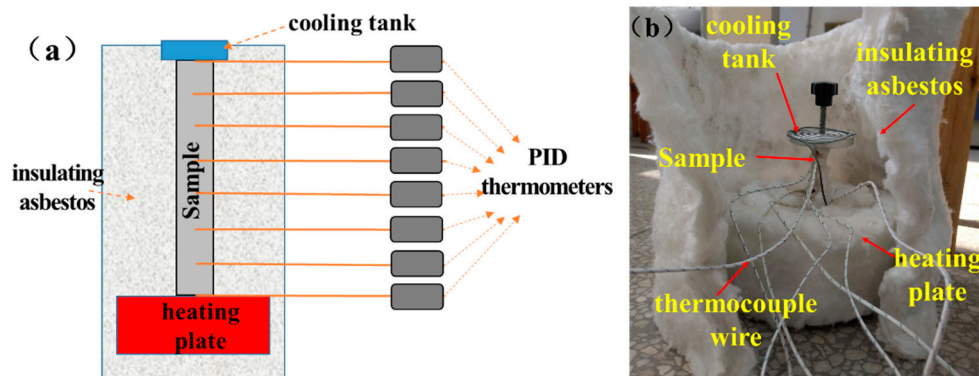 (a)
cooling tank
insulating
asbestos
Sample
PID
thermometers
heating
plate
(b)
cooling
tank
insulating
asbestos
Sample
heating
plate
thermocouple
wire